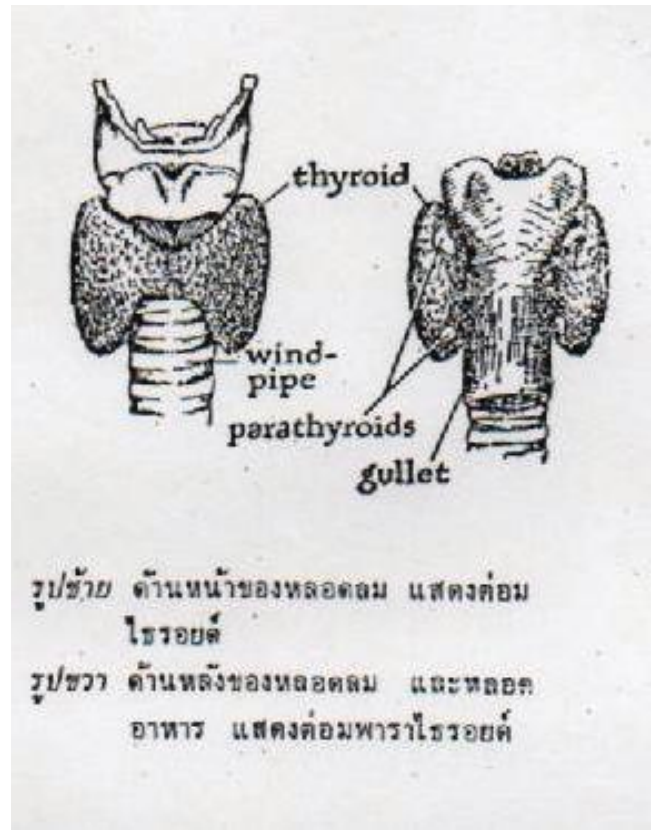 thyroid
wind-
pipe
parathyroids
gullet
รูปซ้าย ด้านหน้าของหลอดลม แสดงต่อม
ไธรอยด์
รูปขวา ด้านหลังของหลอดลม และหลอด
อาหาร แสดงต่อมพาราไธรอยด์